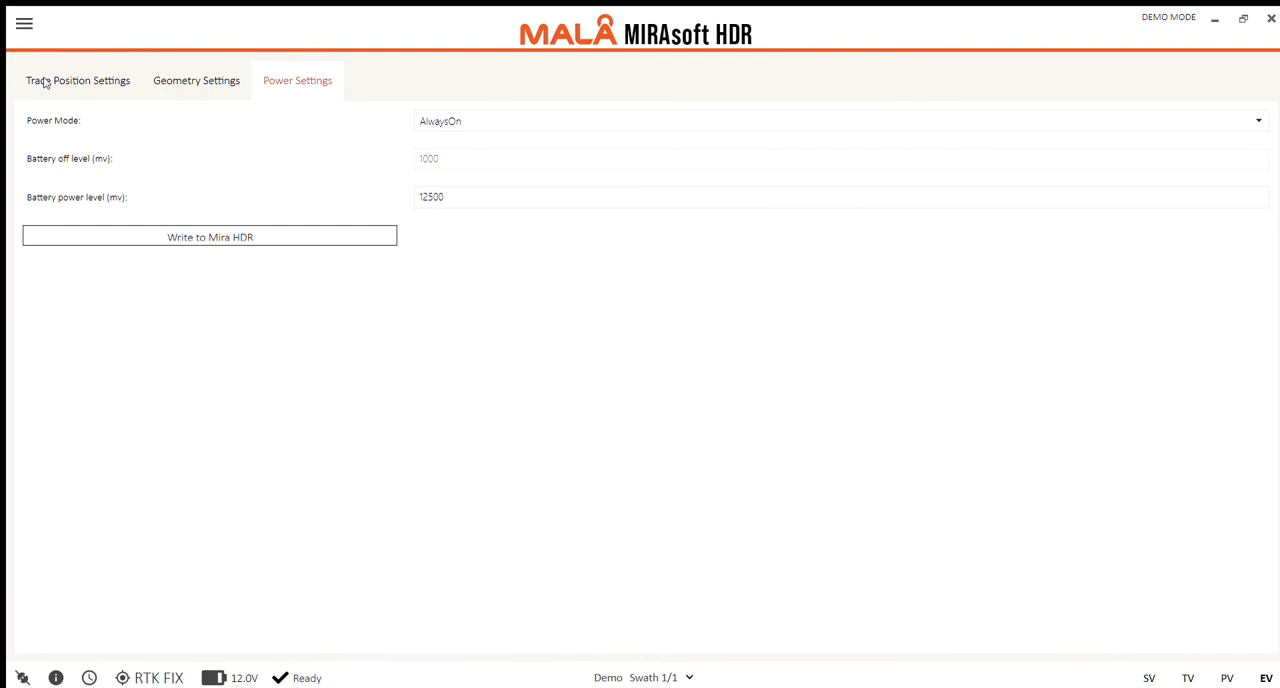 DEMO MODE
MALÅ MIRAsoft HDR
Trace Position Settings Geometry Settings Power Settings
Power Mode: AlwaysOn
Battery off level (mv): 1000
Battery power level (mv): 12500
Write to Mira HDR
RTK FIX 12.0V Ready Demo Swath 1/1 SV TV PV EV